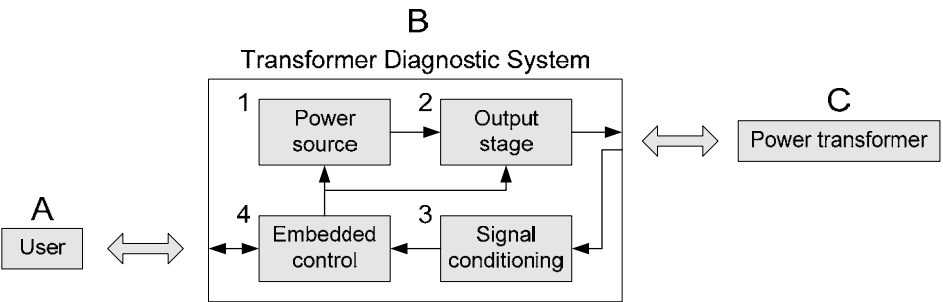 B
Transformer Diagnostic System
1
Power
source
2
Output
stage
C
Power transformer
A
User
4
Embedded
control
3
Signal
conditioning